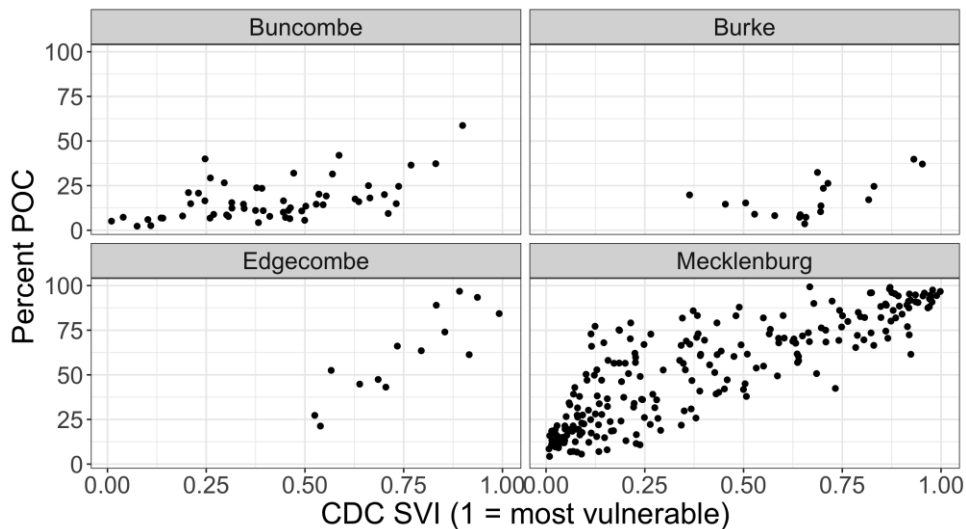 Buncombe
Burke
100
75
50
25
0
Edgecombe
Mecklenburg
100
75
50
25
0
0.00 0.25 0.50 0.75 1.00 0.00 0.25 0.50 0.75 1.00
Percent POC
CDC SVI (1 = most vulnerable)